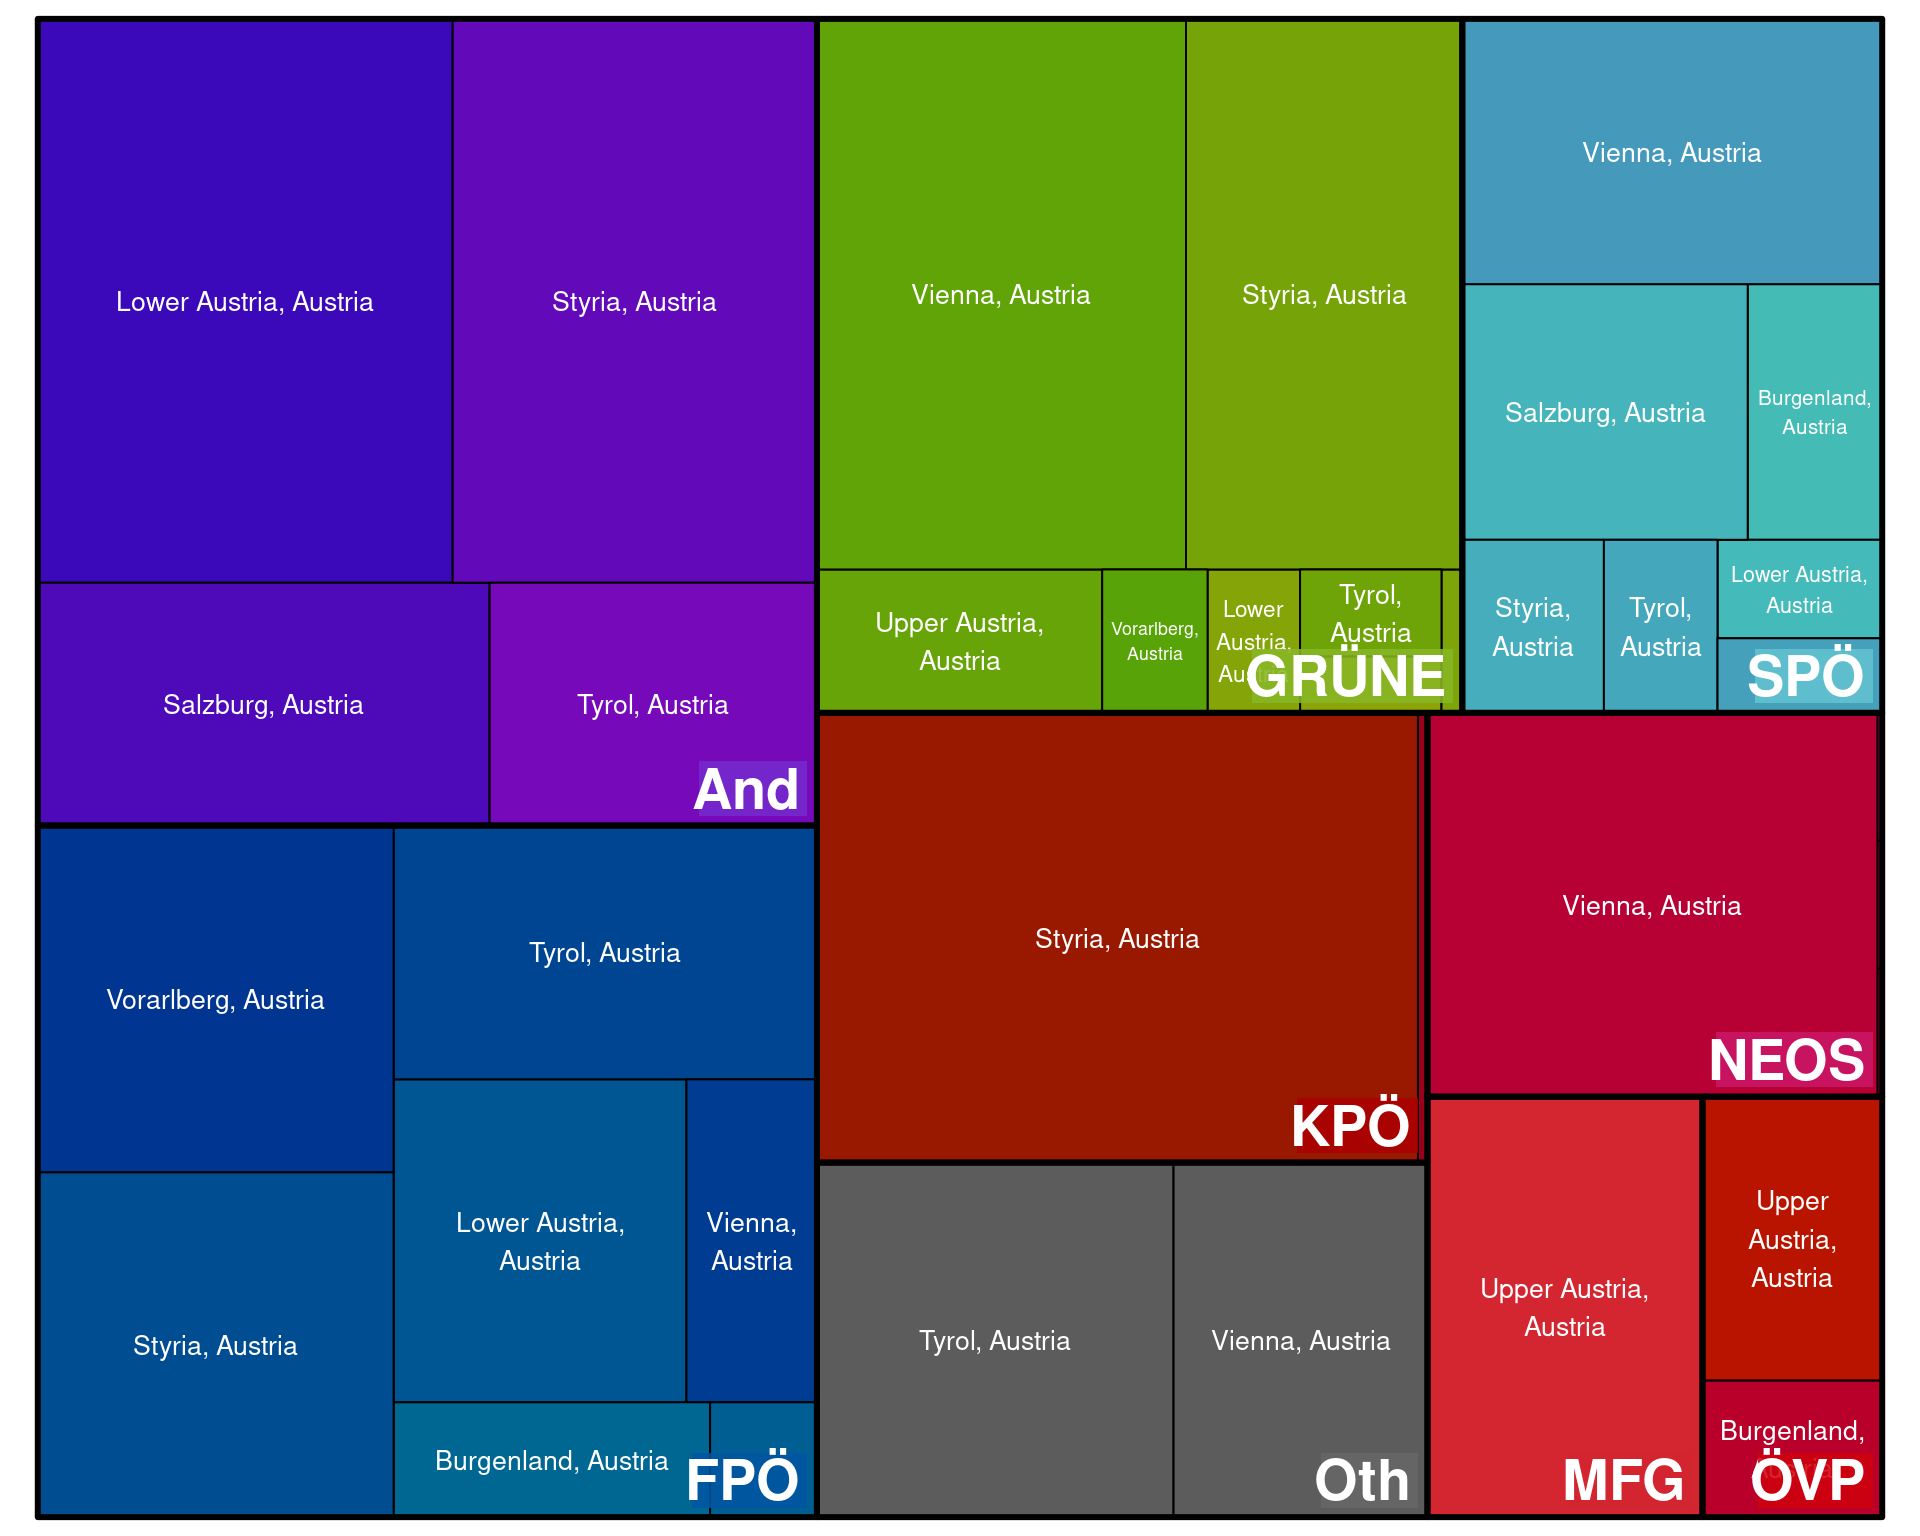 Lower Austria, Austria
Styria, Austria
Salzburg, Austria
Tyrol, Austria
And
Vorarlberg, Austria
Tyrol, Austria
Styria, Austria
Lower Austria,
Austria
Vienna,
Austria
Burgenland, Austria
FPÖ
Vienna, Austria
Styria, Austria
Upper Austria,
Austria
Vorarlberg,
Austria
Lower
Austria,
Tyrol,
Austria
GRÜNE
Vienna, Austria
Salzburg, Austria
Burgenland,
Austria
Styria,
Austria
Tyrol,
Austria
Lower Austria,
Austria
SPÖ
Styria, Austria
KPÖ
Vienna, Austria
NEOS
Tyrol, Austria
Vienna, Austria
Oth
Upper Austria,
Austria
MFG
Upper
Austria,
Austria
Burgenland,
ÖVP